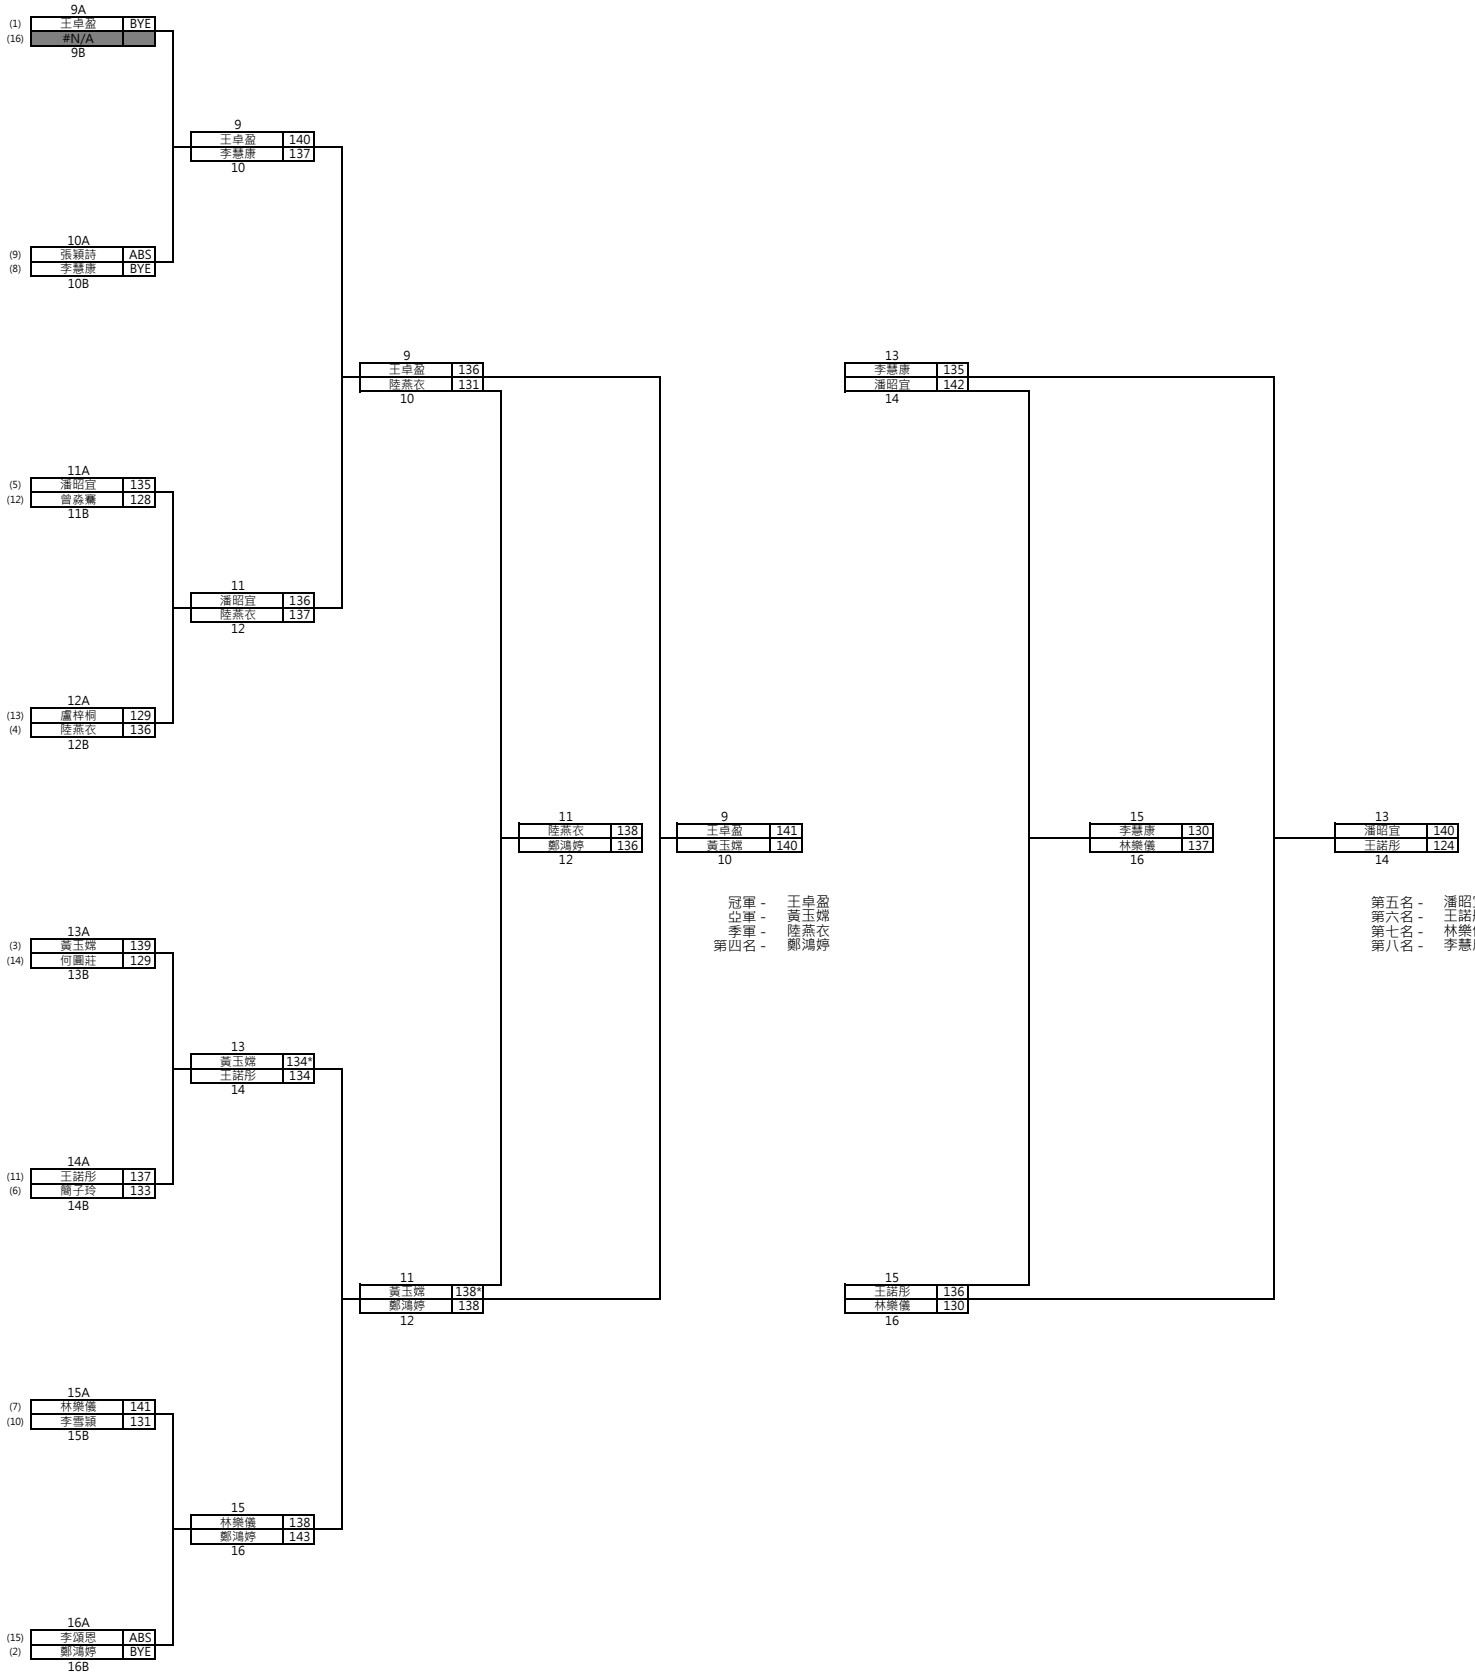 9A
(1) 王卓盈 BYE
(16) #N/A
9B
9
王卓盈 140
李慧康 137
10
10A
(9) 張穎詩 ABS
(8) 李慧康 BYE
10B
9
王卓盈 136
陸燕衣 131
10
13
李慧康 135
潘昭宜 142
14
11A
(5) 潘昭宜 135
(12) 曾淼騫 128
11B
11
潘昭宜 136
陸燕衣 137
12
12A
(13) 盧梓桐 129
(4) 陸燕衣 136
12B
11
陸燕衣 138
鄭鴻婷 136
12
9
王卓盈 141
黃玉嫦 140
10
15
李慧康 130
林樂儀 137
16
13
潘昭宜 140
王諾彤 124
14
冠軍 - 王卓盈
亞軍 - 黃玉嫦
季軍 - 陸燕衣
第四名 - 鄭鴻婷
第五名 - 潘昭
第六名 - 王諾
第七名 - 林樂
第八名 - 李慧
13A
(3) 黃玉嫦 139
(14) 何圓莊 129
13B
13
黃玉嫦 134*
王諾彤 134
14
14A
(11) 王諾彤 137
(6) 簡子玲 133
14B
11
黃玉嫦 138*
鄭鴻婷 138
12
15
王諾彤 136
林樂儀 130
16
15A
(7) 林樂儀 141
(10) 李雪穎 131
15B
15
林樂儀 138
鄭鴻婷 143
16
16A
(15) 李頌恩 ABS
(2) 鄭鴻婷 BYE
16B